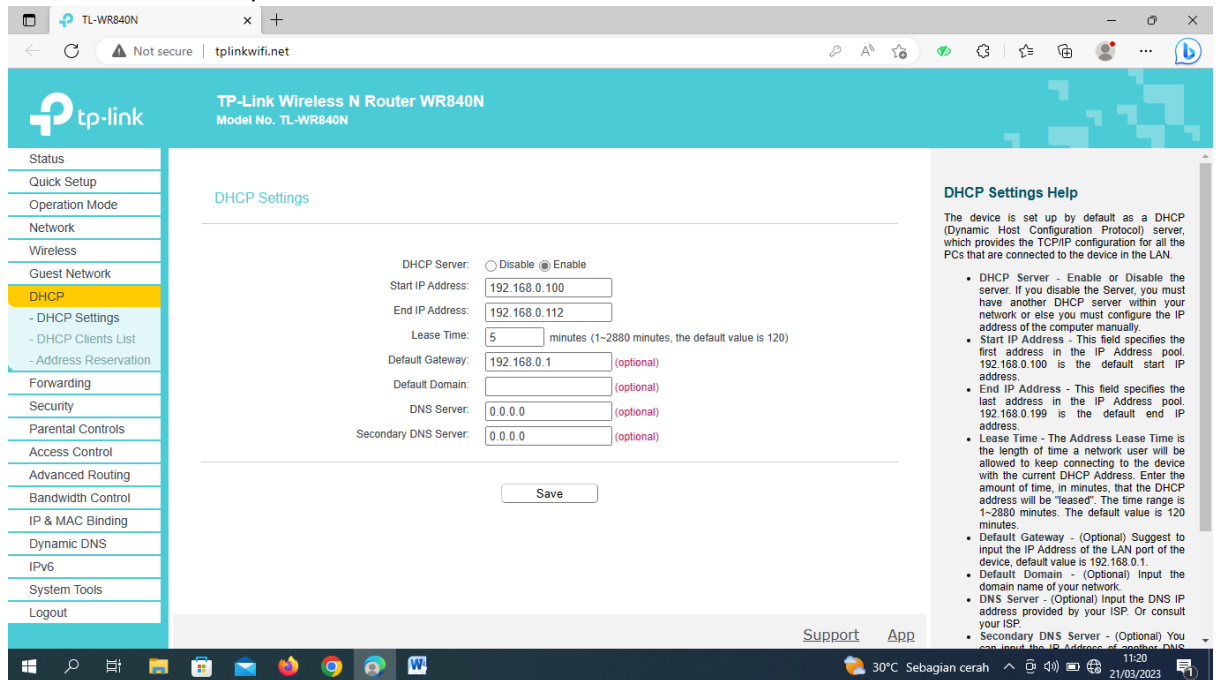 TL-WR840N
Not secure
tplinkwifi.net
tp-link
TP-Link Wireless N Router WR840N
Model No. TL-WR840N
Status
Quick Setup
Operation Mode
Network
Wireless
Guest Network
DHCP
- DHCP Settings
- DHCP Clients List
- Address Reservation
Forwarding
Security
Parental Controls
Access Control
Advanced Routing
Bandwidth Control
IP & MAC Binding
Dynamic DNS
IPv6
System Tools
Logout
DHCP Settings
DHCP Server: Disable Enable
Start IP Address: 192.168.0.100
End IP Address: 192.168.0.112
Lease Time: 5 minutes (1~2880 minutes, the default value is 120)
Default Gateway: 192.168.0.1 (optional)
Default Domain: (optional)
DNS Server: 0.0.0.0 (optional)
Secondary DNS Server: 0.0.0.0 (optional)
Save
Support App
DHCP Settings Help
The device is set up by default as a DHCP
(Dynamic Host Configuration Protocol) server,
which provides the TCP/IP configuration for all the
PCs that are connected to the device in the LAN.
• DHCP Server - Enable or Disable the
server. If you disable the Server, you must
have another DHCP server within your
network or else you must configure the IP
address of the computer manually.
• Start IP Address - This field specifies the
first address in the IP Address pool.
192.168.0.100 is the default start IP
address.
• End IP Address - This field specifies the
last address in the IP Address pool.
192.168.0.199 is the default end IP
address.
• Lease Time - The Address Lease Time is
the length of time a network user will be
allowed to keep connecting to the device
with the current DHCP Address. Enter the
amount of time, in minutes, that the DHCP
address will be "leased". The time range is
1~2880 minutes. The default value is 120
minutes.
• Default Gateway - (Optional) Suggest to
input the IP Address of the LAN port of the
device, default value is 192.168.0.1.
• Default Domain - (Optional) Input the
domain name of your network.
• DNS Server - (Optional) Input the DNS IP
address provided by your ISP. Or consult
your ISP.
• Secondary DNS Server - (Optional) You
can input the IP Address of another DNS
30°C Sebagian cerah
11:20
21/03/2023
1